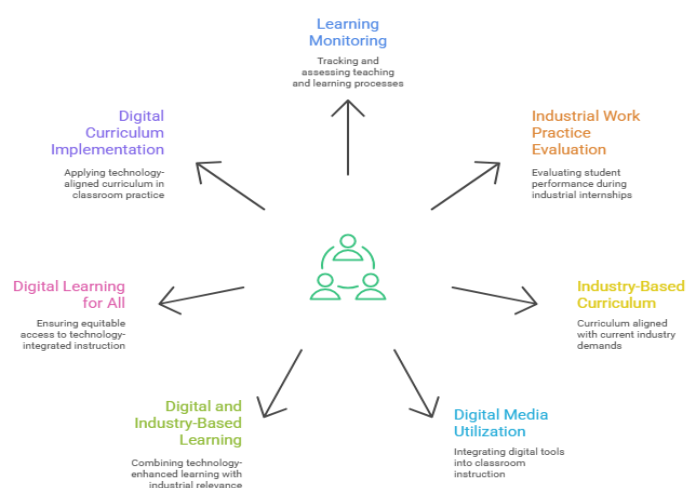 Learning
Monitoring
Tracking and
assessing teaching
and learning processes
Industrial Work
Practice
Evaluation
Evaluating student
performance during
industrial internships
Industry-Based
Curriculum
Curriculum aligned
with current industry
demands
Digital Media
Utilization
Integrating digital tools
into classroom
instruction
Digital and
Industry-Based
Learning
Combining technology-
enhanced learning with
industrial relevance
Digital Learning
for All
Ensuring equitable
access to technology-
integrated instruction
Digital
Curriculum
Implementation
Applying technology-
aligned curriculum in
classroom practice